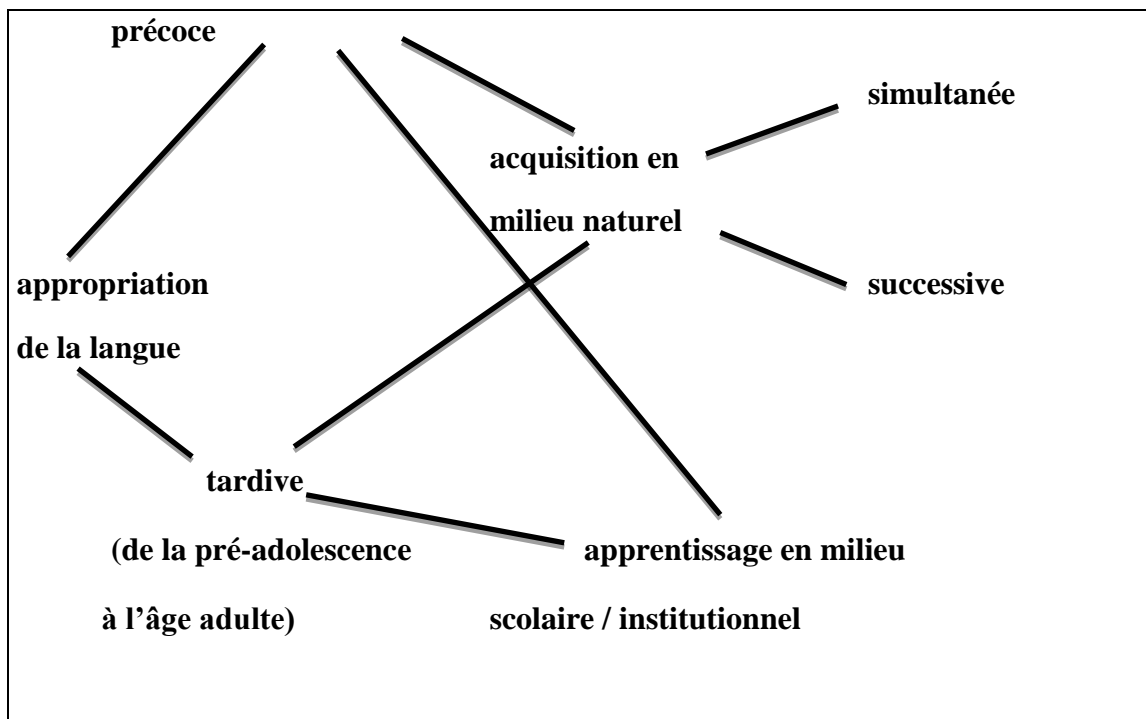 précoce
simultanée
acquisition en
milieu naturel
appropriation
successive
de la langue
tardive
(de la pré-adolescence
apprentissage en milieu
à l’âge adulte)
scolaire / institutionnel